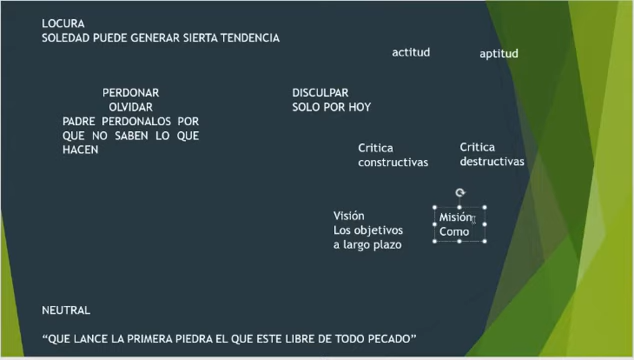 LOCURA
SOLEDAD PUEDE GENERAR SIERTA TENDENCIA
actitud
aptitud
PERDONAR
OLVIDAR
PADRE PERDONALOS POR
QUE NO SABEN LO QUE
HACEN
DISCULPAR
SOLO POR HOY
Critica
constructivas
Critica
destructivas
Visión
Los objetivos
a largo plazo
Misión
Como
NEUTRAL
“QUE LANCE LA PRIMERA PIEDRA EL QUE ESTE LIBRE DE TODO PECADO”